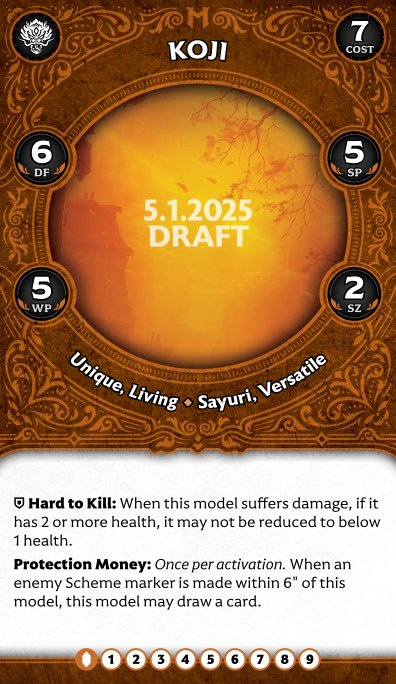 M
7
COST
KOJI
6
DF
5
SP
5.1.2025
DRAFT
5
WP
2
SZ
Unique, Living ◆ Sayuri, Versatile
Hard to Kill: When this model suffers damage, if it
has 2 or more health, it may not be reduced to below
1 health.
Protection Money: Once per activation. When an
enemy Scheme marker is made within 6" of this
model, this model may draw a card.
1 2 3 4 5 6 7 8 9